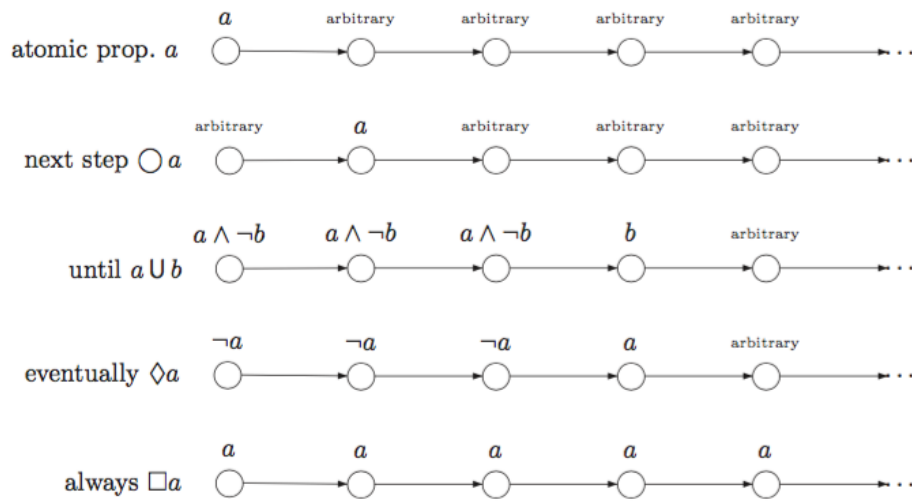 a arbitrary arbitrary arbitrary arbitrary
atomic prop. a ···
arbitrary a arbitrary arbitrary arbitrary
next step ◯ a ···
a ∧ ¬b a ∧ ¬b a ∧ ¬b b arbitrary
until a U b ···
¬a ¬a ¬a a arbitrary
eventually ◊a ···
a a a a a
always □a ···